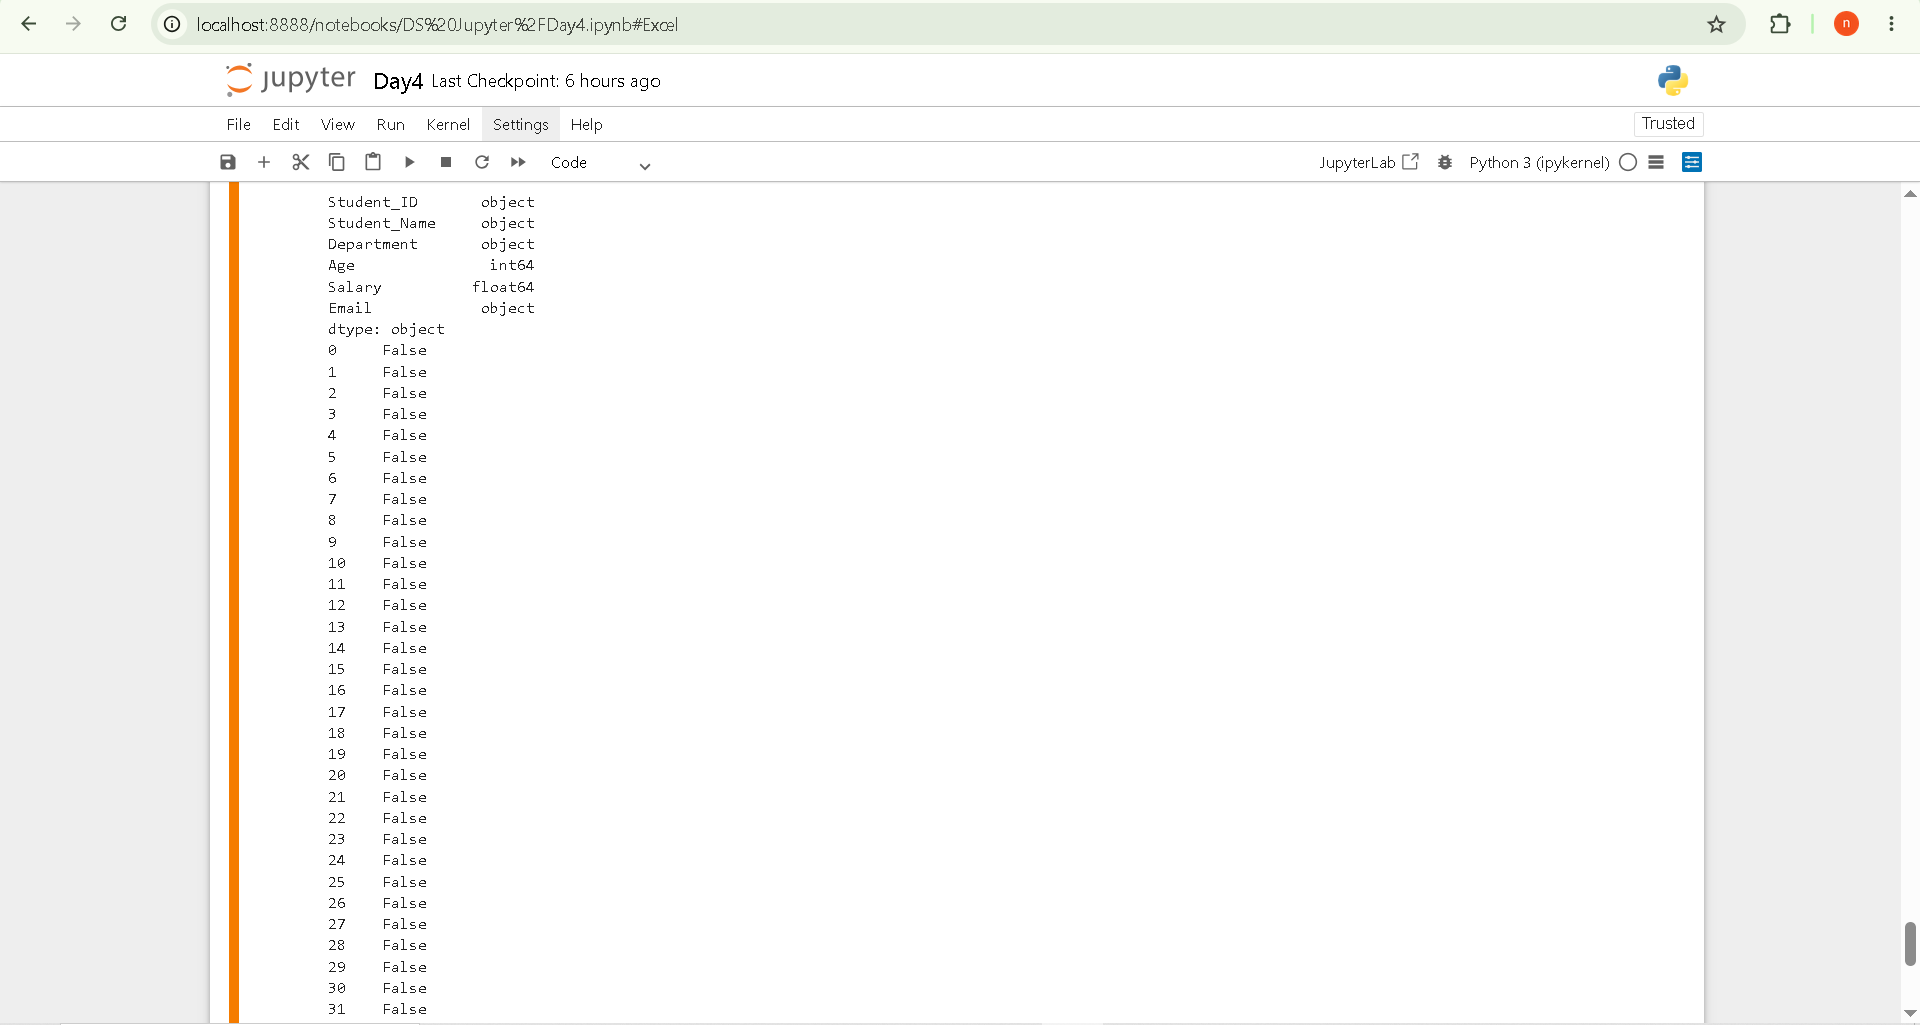 localhost:8888/notebooks/DS%20Jupyter%2FDay4.ipynb#Excel
n
jupyter Day4 Last Checkpoint: 6 hours ago
File Edit View Run Kernel Settings Help
Trusted
Code
JupyterLab
Python 3 (ipykernel)
Student_ID object
Student_Name object
Department object
Age int64
Salary float64
Email object
dtype: object
0 False
1 False
2 False
3 False
4 False
5 False
6 False
7 False
8 False
9 False
10 False
11 False
12 False
13 False
14 False
15 False
16 False
17 False
18 False
19 False
20 False
21 False
22 False
23 False
24 False
25 False
26 False
27 False
28 False
29 False
30 False
31 False